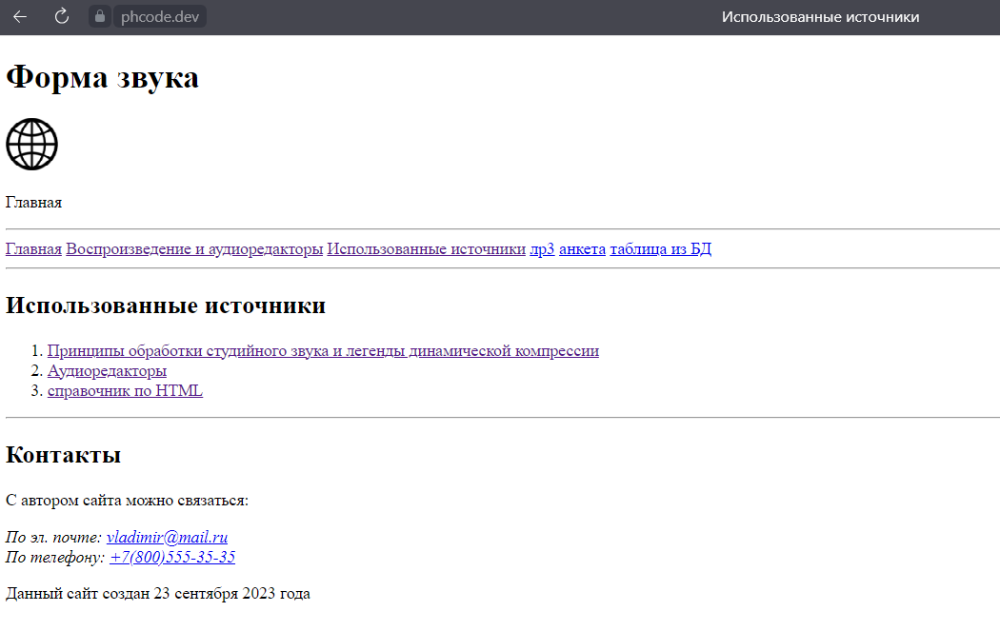 phcode.dev
Использованные источники
Форма звука
Главная
Главная Воспроизведение и аудиоредакторы Использованные источники лр3 анкета таблица из БД
Использованные источники
1. Принципы обработки студийного звука и легенды динамической компрессии
2. Аудиоредакторы
3. справочник по HTML
Контакты
С автором сайта можно связаться:
По эл. почте: vladimir@mail.ru
По телефону: +7(800)555-35-35
Данный сайт создан 23 сентября 2023 года